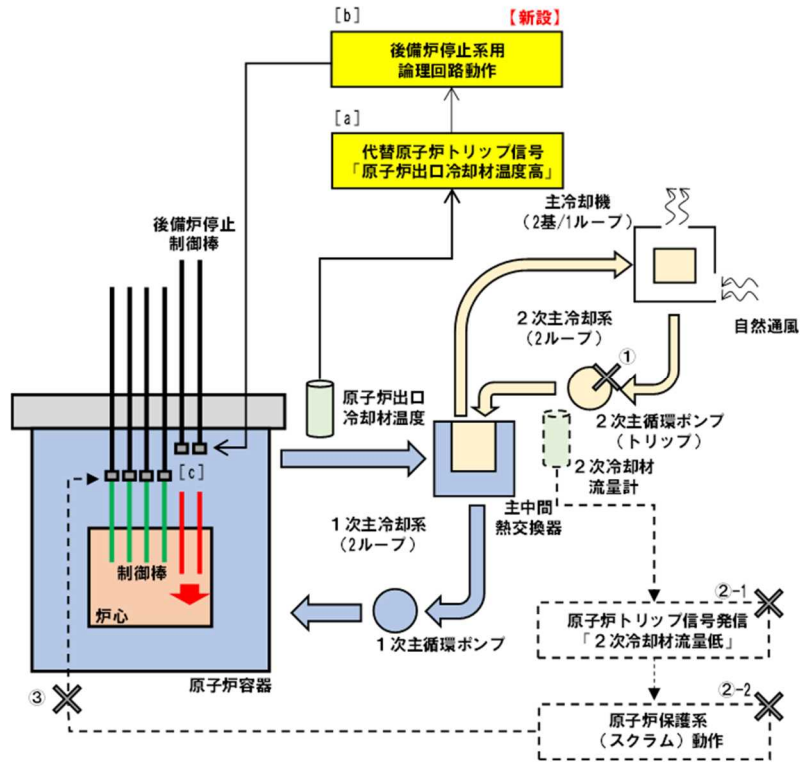 [b]
【新設】
後備炉停止系用
論理回路動作
[a]
代替原子炉トリップ信号
「原子炉出口冷却材温度高」
主冷却機
(2基/1ループ)
自然通風
後備炉停止
制御棒
原子炉出口
冷却材温度
2次主冷却系
(2ループ)
①
2次主循環ポンプ
(トリップ)
2次冷却材
流量計
[c]
主中間
熱交換器
1次主冷却系
(2ループ)
制御棒
炉心
1次主循環ポンプ
原子炉容器
②-1
原子炉トリップ信号発信
「2次冷却材流量低」
②-2
原子炉保護系
(スクラム)動作
③